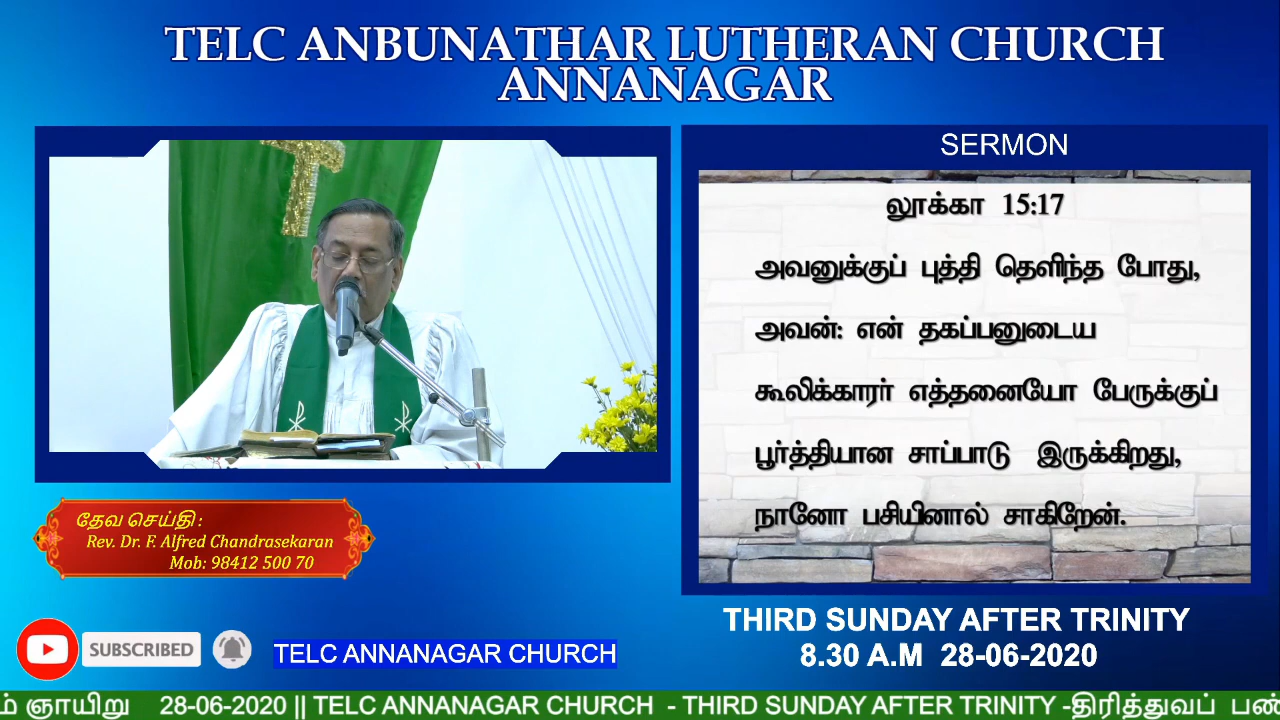 TELC ANBUNATHAR LUTHERAN CHURCH
ANNANAGAR
SERMON
லூக்கா 15:17
அவனுக்குப் புத்தி தெளிந்த போது,
அவன்: என் தகப்பனுடைய
கூலிக்காரர் எத்தனையோ பேருக்குப்
பூர்த்தியான சாப்பாடு இருக்கிறது,
நானோ பசியினால் சாகிறேன்.
தேவ செய்தி :
Rev. Dr. F. Alfred Chandrasekaran
Mob: 98412 500 70
THIRD SUNDAY AFTER TRINITY
8.30 A.M 28-06-2020
SUBSCRIBED
TELC ANNANAGAR CHURCH
ம் ஞாயிறு 28-06-2020 || TELC ANNANAGAR CHURCH - THIRD SUNDAY AFTER TRINITY -திரித்துவப் பண்